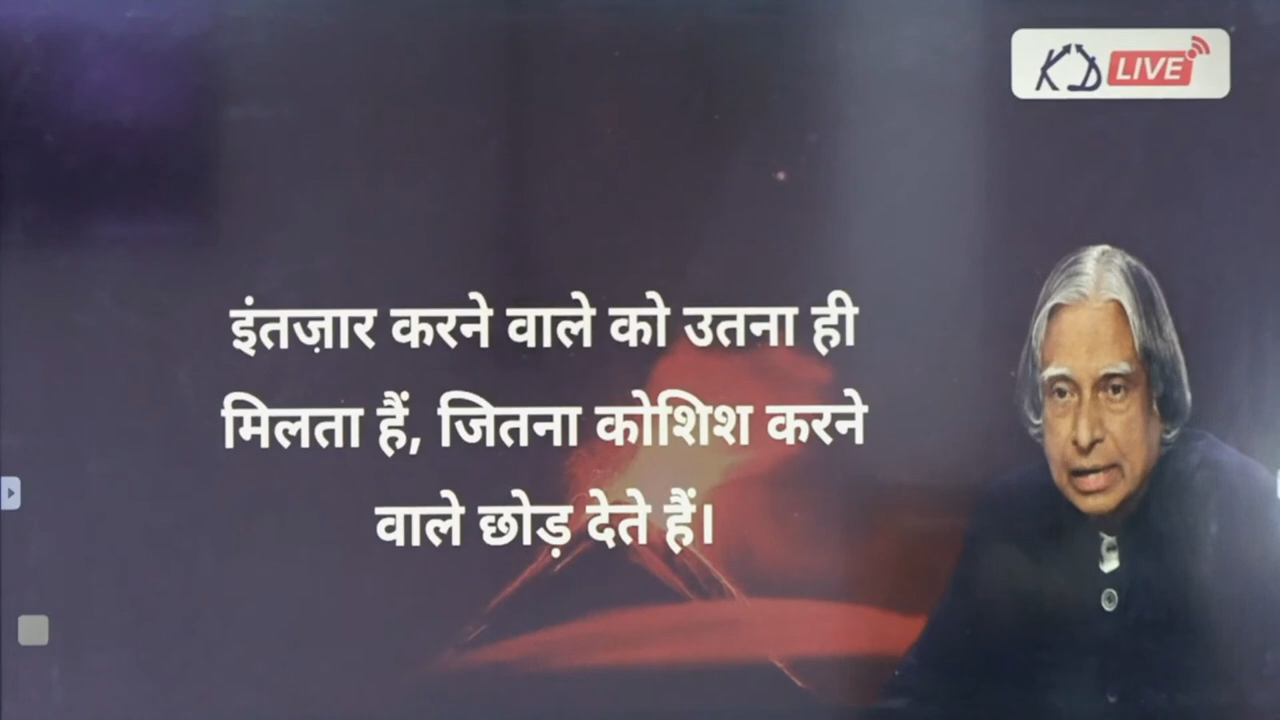 KD LIVE
इंतज़ार करने वाले को उतना ही
मिलता हैं, जितना कोशिश करने
वाले छोड़ देते हैं।